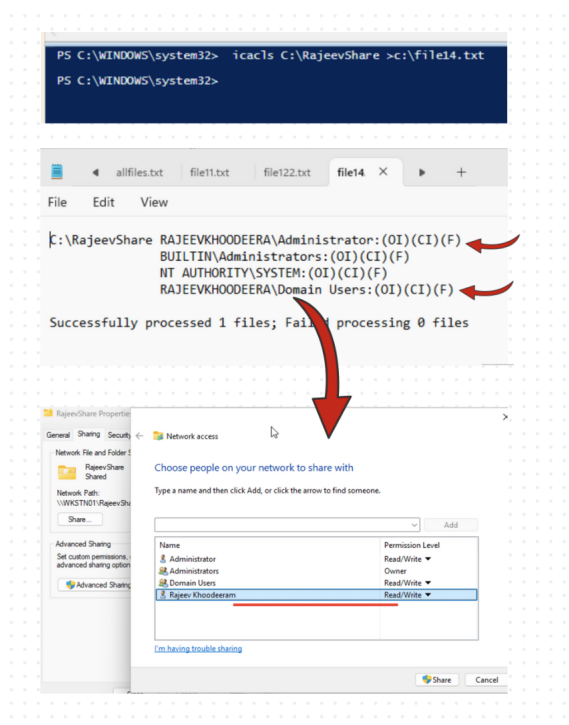 PS C:\WINDOWS\system32> icacls C:\RajeevShare >c:\file14.txt
PS C:\WINDOWS\system32>
allfiles.txt file11.txt file122.txt file14. × +
File Edit View
C:\RajeevShare RAJEEVKHOODEERA\Administrator:(OI)(CI)(F)
BUILTIN\Administrators:(OI)(CI)(F)
NT AUTHORITY\SYSTEM:(OI)(CI)(F)
RAJEEVKHOODEERA\Domain Users:(OI)(CI)(F)
Successfully processed 1 files; processing 0 files
RajeevShare Propertie
General Sharing Security
Network access
Network File and Folder S
RajeevShare
Shared
Network Path:
\\WKSTN01\RajeevSha
Share...
Advanced Sharing
Set custom permissions,
advanced sharing option
Advanced Sharing
Choose people on your network to share with
Type a name and then click Add, or click the arrow to find someone.
Add
Name Permission Level
Administrator Read/Write
Administrators Owner
Domain Users Read/Write
Rajeev Khoodeeram Read/Write
I'm having trouble sharing
Share Cancel